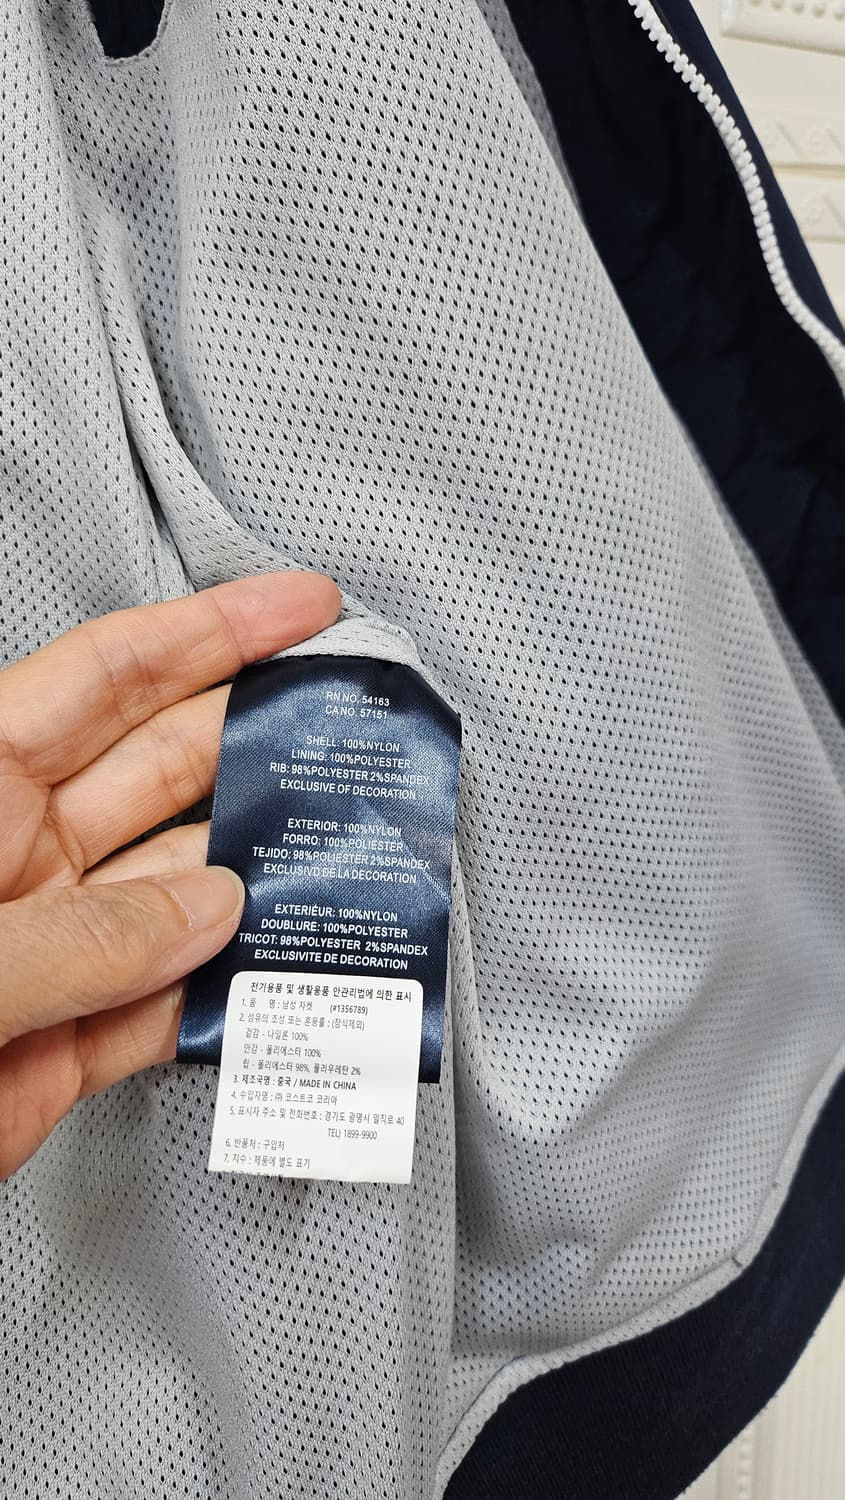 RN NO. 54163
CA NO. 57151
SHELL: 100%NYLON
LINING: 100%POLYESTER
RIB: 98%POLYESTER 2%SPANDEX
EXCLUSIVE OF DECORATION
EXTERIOR: 100%NYLON
FORRO: 100%POLIESTER
TEJIDO: 98%POLIESTER 2%SPANDEX
EXCLUSIVO DE LA DECORATION
EXTERIEUR: 100%NYLON
DOUBLURE: 100%POLYESTER
TRICOT: 98%POLYESTER 2%SPANDEX
EXCLUSIVITE DE DECORATION
전기용품 및 생활용품 안관리법에 의한 표시
1. 품 명 : 남성 자켓 (#1356789)
2. 섬유의 조성 또는 혼용률 : (장식제외)
겉감 - 나일론 100%
안감 - 폴리에스터 100%
립 - 폴리에스터 98%, 폴리우레탄 2%
3. 제조국명 : 중국 / MADE IN CHINA
4. 수입자명 : ㈜ 코스트코 코리아
5. 표시자 주소 및 전화번호 : 경기도 광명시 일직로 40
TEL) 1899-9900
6. 반품처 : 구입처
7. 치수 : 제품에 별도 표기